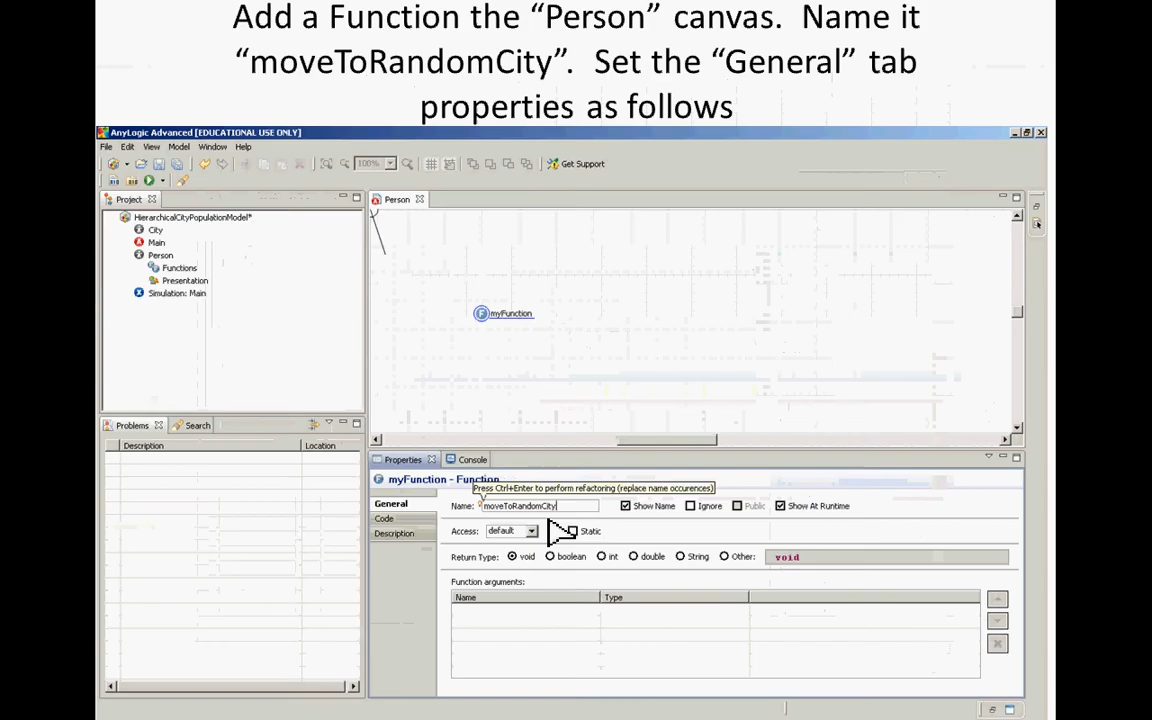 Add a Function the “Person” canvas. Name it
“moveToRandomCity”. Set the “General” tab
properties as follows
AnyLogic Advanced [EDUCATIONAL USE ONLY]
File Edit View Model Window Help
100% Get Support
Project
Person
HierarchicalCityPopulationModel*
City
Main
Person
Functions
Presentation
Simulation: Main
myFunction
Problems Search
Description Location
Properties Console
myFunction - Function
Press Ctrl+Enter to perform refactoring (replace name occurences)
General
Name: moveToRandomCity Show Name Ignore Public Show At Runtime
Code
Access: default Static
Description
Return Type: void boolean int double String Other: void
Function arguments:
Name Type